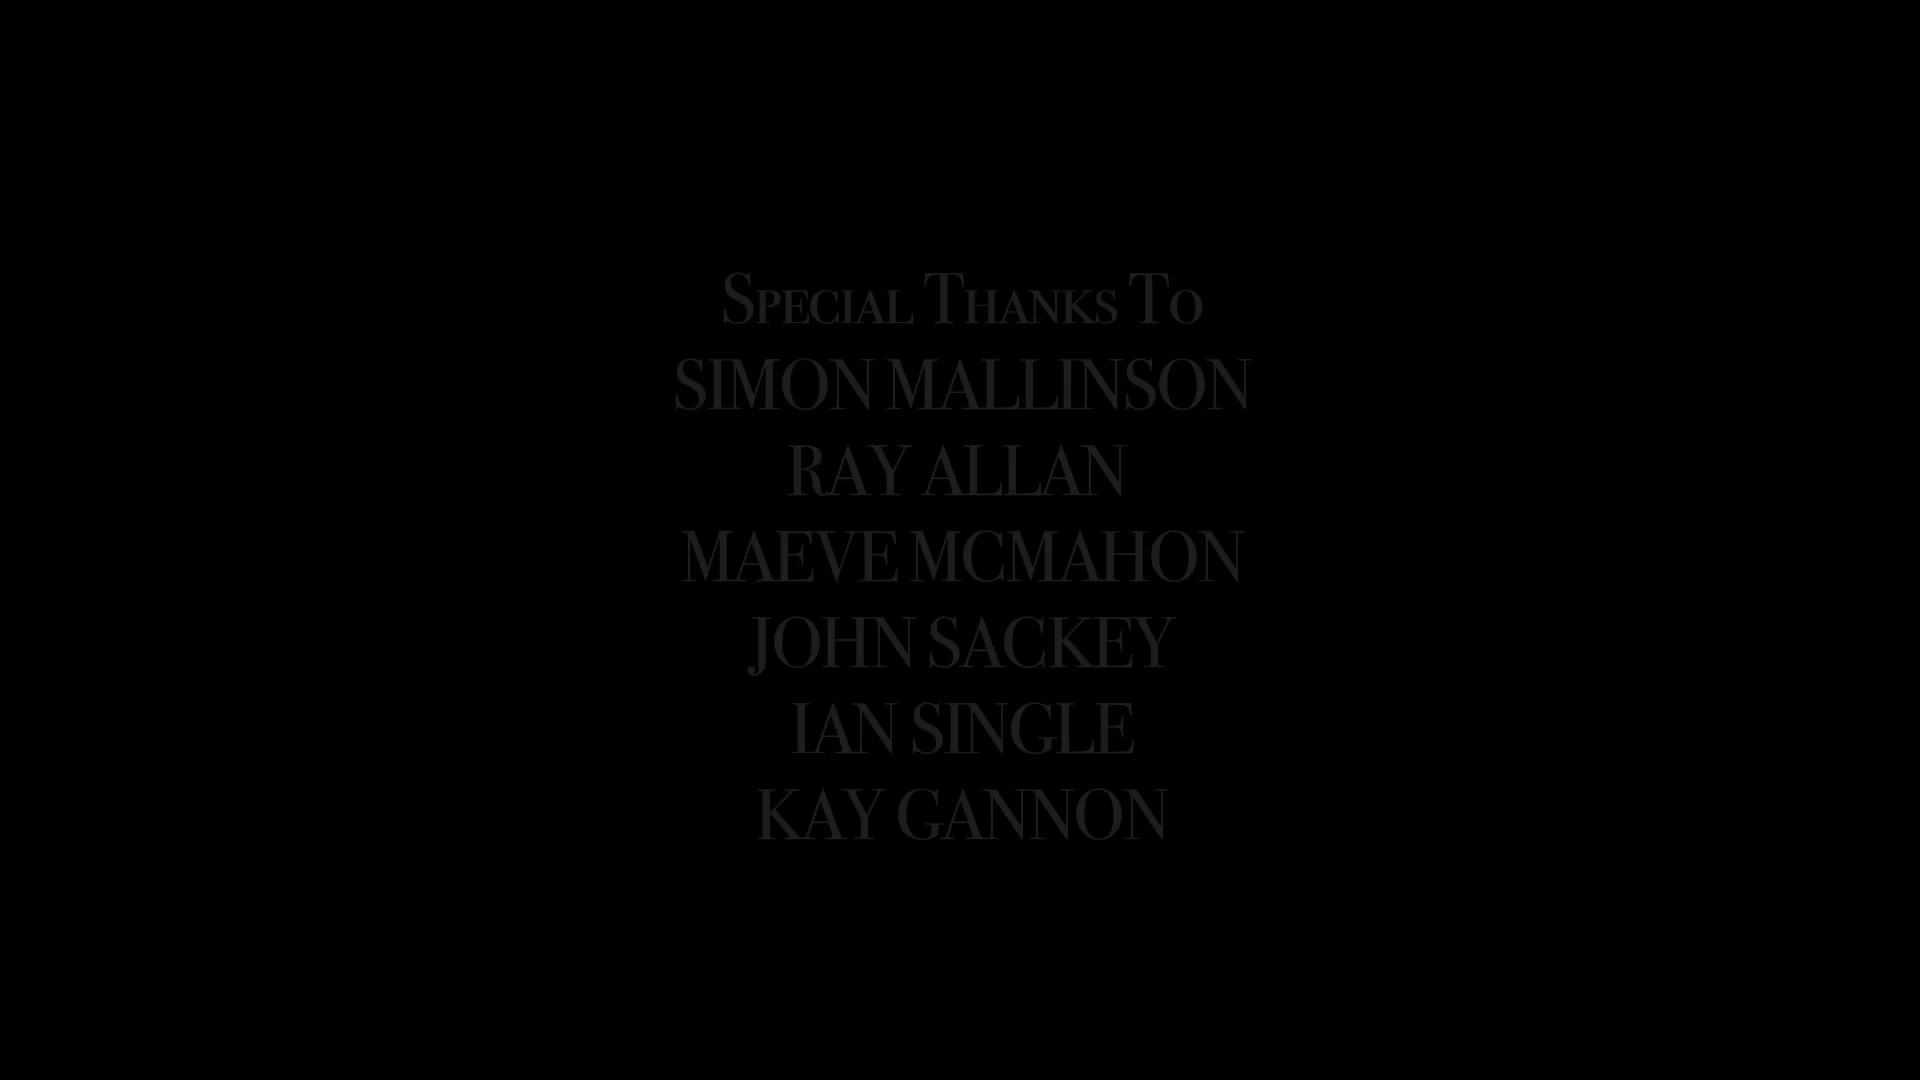 Special Thanks To
SIMON MALLINSON
RAY ALLAN
MAEVE MCMAHON
JOHN SACKEY
IAN SINGLE
KAY GANNON